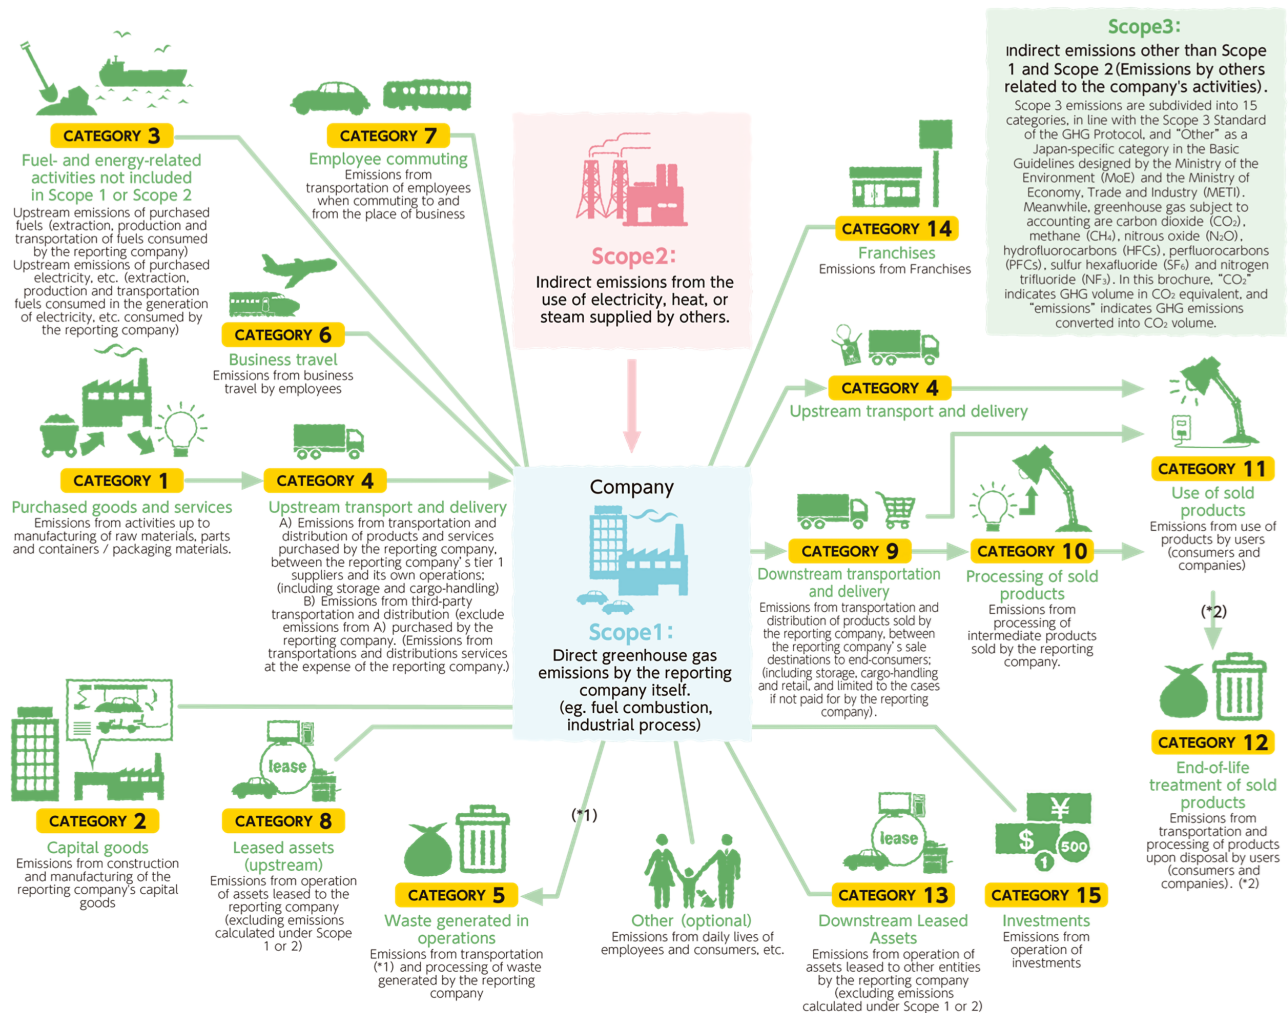 Scope3:
Indirect emissions other than Scope
1 and Scope 2(Emissions by others
related to the company's activities).
Scope 3 emissions are subdivided into 15
categories, in line with the Scope 3 Standard
of the GHG Protocol, and “Other” as a
Japan-specific category in the Basic
Guidelines designed by the Ministry of the
Environment (MoE) and the Ministry of
Economy, Trade and Industry (METI).
Meanwhile, greenhouse gas subject to
accounting are carbon dioxide (CO₂),
methane (CH₄), nitrous oxide (N₂O),
hydrofluorocarbons (HFCs), perfluorocarbons
(PFCs), sulfur hexafluoride (SF₆) and nitrogen
trifluoride (NF₃). In this brochure, “CO₂”
indicates GHG volume in CO₂ equivalent, and
“emissions” indicates GHG emissions
converted into CO₂ volume.
CATEGORY 3
Fuel- and energy-related
activities not included
in Scope 1 or Scope 2
Upstream emissions of purchased
fuels (extraction, production and
transportation of fuels consumed
by the reporting company)
Upstream emissions of purchased
electricity, etc. (extraction,
production and transportation
fuels consumed in the generation
of electricity, etc. consumed by
the reporting company)
CATEGORY 7
Employee commuting
Emissions from
transportation of employees
when commuting to and
from the place of business
CATEGORY 6
Business travel
Emissions from business
travel by employees
Scope2:
Indirect emissions from the
use of electricity, heat, or
steam supplied by others.
CATEGORY 14
Franchises
Emissions from Franchises
CATEGORY 4
Upstream transport and delivery
CATEGORY 1
Purchased goods and services
Emissions from activities up to
manufacturing of raw materials, parts
and containers / packaging materials.
CATEGORY 4
Upstream transport and delivery
A) Emissions from transportation and
distribution of products and services
purchased by the reporting company,
between the reporting company's tier 1
suppliers and its own operations;
(including storage and cargo-handling)
B) Emissions from third-party
transportation and distribution (exclude
emissions from A) purchased by the
reporting company. (Emissions from
transportations and distributions services
at the expense of the reporting company.)
Company
Scope1:
Direct greenhouse gas
emissions by the reporting
company itself.
(eg. fuel combustion,
industrial process)
CATEGORY 9
Downstream transportation
and delivery
Emissions from transportation and
distribution of products sold by
the reporting company, between
the reporting company's sale
destinations to end-consumers;
(including storage, cargo-handling
and retail, and limited to the cases
if not paid for by the reporting
company).
CATEGORY 10
Processing of sold
products
Emissions from
processing of
intermediate products
sold by the reporting
company.
CATEGORY 11
Use of sold
products
Emissions from use of
products by users
(consumers and
companies)
(*2)
CATEGORY 12
End-of-life
treatment of sold
products
Emissions from
transportation and
processing of products
upon disposal by users
(consumers and
companies). (*2)
CATEGORY 2
Capital goods
Emissions from construction
and manufacturing of the
reporting company's capital
goods
lease
CATEGORY 8
Leased assets
(upstream)
Emissions from operation
of assets leased to the
reporting company
(excluding emissions
calculated under Scope
1 or 2)
(*1)
CATEGORY 5
Waste generated in
operations
Emissions from transportation
(*1) and processing of waste
generated by the reporting
company
Other (optional)
Emissions from daily lives of
employees and consumers, etc.
lease
CATEGORY 13
Downstream Leased
Assets
Emissions from operation of
assets leased to other entities
by the reporting company
(excluding emissions
calculated under Scope 1 or 2)
¥
$
500
1
CATEGORY 15
Investments
Emissions from
operation of
investments